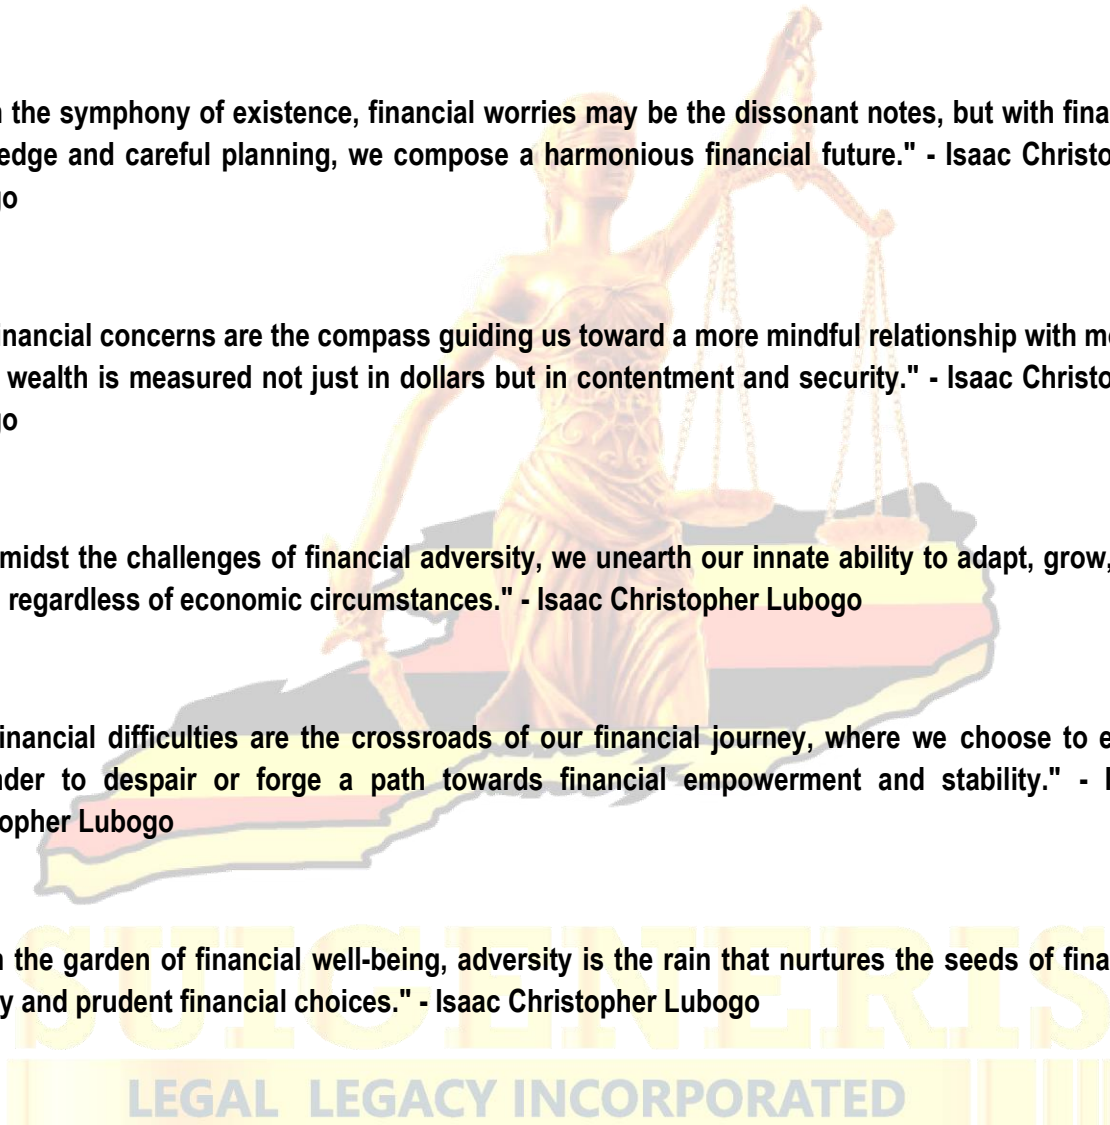 n the symphony of existence, financial worries may be the dissonant notes, but with fina
edge and careful planning, we compose a harmonious financial future." - Isaac Christo
go
inancial concerns are the compass guiding us toward a more mindful relationship with m
wealth is measured not just in dollars but in contentment and security." - Isaac Christo
go
midst the challenges of financial adversity, we unearth our innate ability to adapt, grow,
regardless of economic circumstances." - Isaac Christopher Lubogo
inancial difficulties are the crossroads of our financial journey, where we choose to e
nder to despair or forge a path towards financial empowerment and stability." - I
opher Lubogo
n the garden of financial well-being, adversity is the rain that nurtures the seeds of fina
y and prudent financial choices." - Isaac Christopher Lubogo
SUIGENERIS
LEGAL LEGACY INCORPORATED